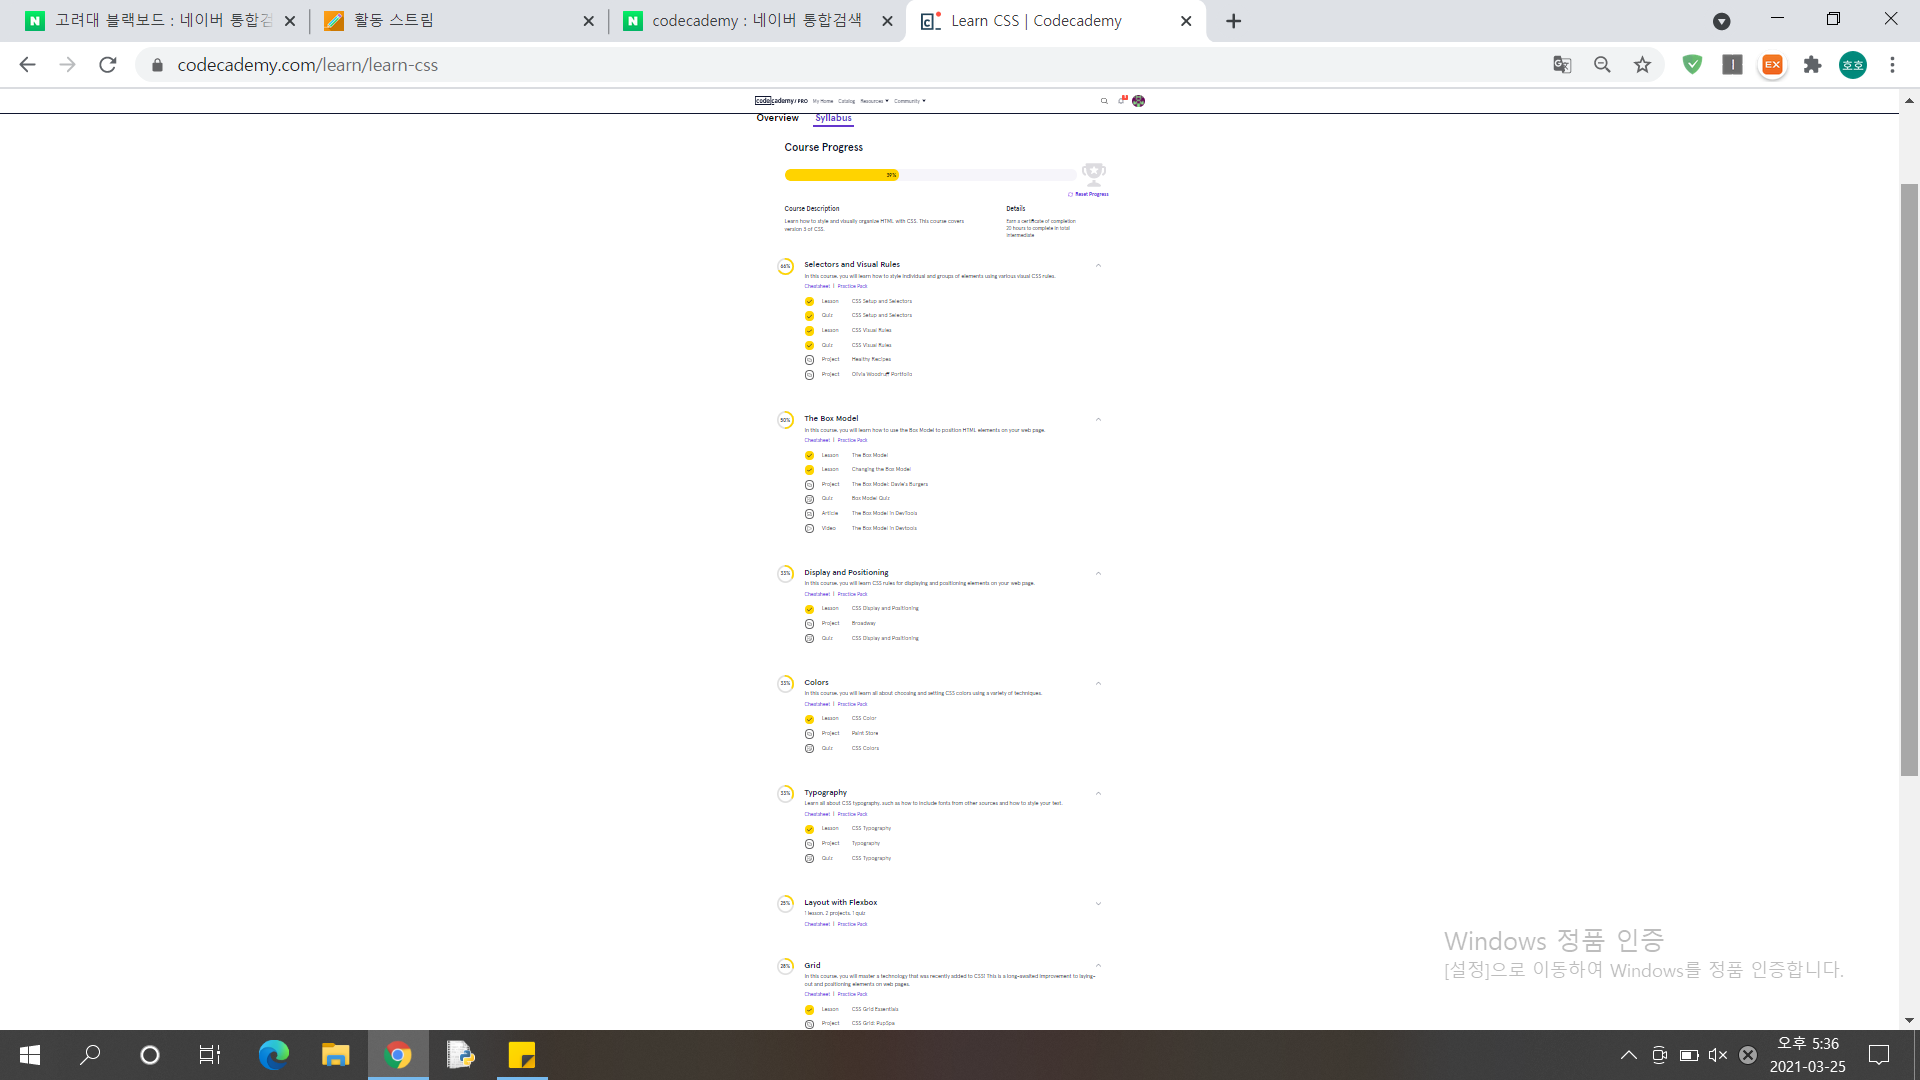 고려대 블랙보드 : 네이버 통합검
활동 스트림
codecademy : 네이버 통합검색
Learn CSS | Codecademy
codecademy.com/learn/learn-css
EX
호호
codecademy / PRO My Home Catalog Resources Community
Overview Syllabus
Course Progress
39%
Reset Progress
Course Description
Learn how to style and visually organize HTML with CSS. This course covers
version 3 of CSS.
Details
Earn a certificate of completion
20 hours to complete in total
Intermediate
66% Selectors and Visual Rules
In this course, you will learn how to style individual and groups of elements using various visual CSS rules.
Cheatsheet | Practice Pack
Lesson CSS Setup and Selectors
Quiz CSS Setup and Selectors
Lesson CSS Visual Rules
Quiz CSS Visual Rules
Project Healthy Recipes
Project Olivia Woodruff Portfolio
50% The Box Model
In this course, you will learn how to use the Box Model to position HTML elements on your web page.
Cheatsheet | Practice Pack
Lesson The Box Model
Lesson Changing the Box Model
Project The Box Model: Davie's Burgers
Quiz Box Model Quiz
Article The Box Model in DevTools
Video The Box Model in Devtools
33% Display and Positioning
In this course, you will learn CSS rules for displaying and positioning elements on your web page.
Cheatsheet | Practice Pack
Lesson CSS Display and Positioning
Project Broadway
Quiz CSS Display and Positioning
33% Colors
In this course, you will learn all about choosing and setting CSS colors using a variety of techniques.
Cheatsheet | Practice Pack
Lesson CSS Color
Project Paint Store
Quiz CSS Colors
33% Typography
Learn all about CSS typography, such as how to include fonts from other sources and how to style your text.
Cheatsheet | Practice Pack
Lesson CSS Typography
Project Typography
Quiz CSS Typography
25% Layout with Flexbox
1 lesson, 2 projects, 1 quiz
Cheatsheet | Practice Pack
28% Grid
In this course, you will master a technology that was recently added to CSS! This is a long-awaited improvement to laying-
out and positioning elements on web pages.
Cheatsheet | Practice Pack
Lesson CSS Grid Essentials
Project CSS Grid: PupSpa
Windows 정품 인증
[설정]으로 이동하여 Windows를 정품 인증합니다.
오후 5:36
2021-03-25